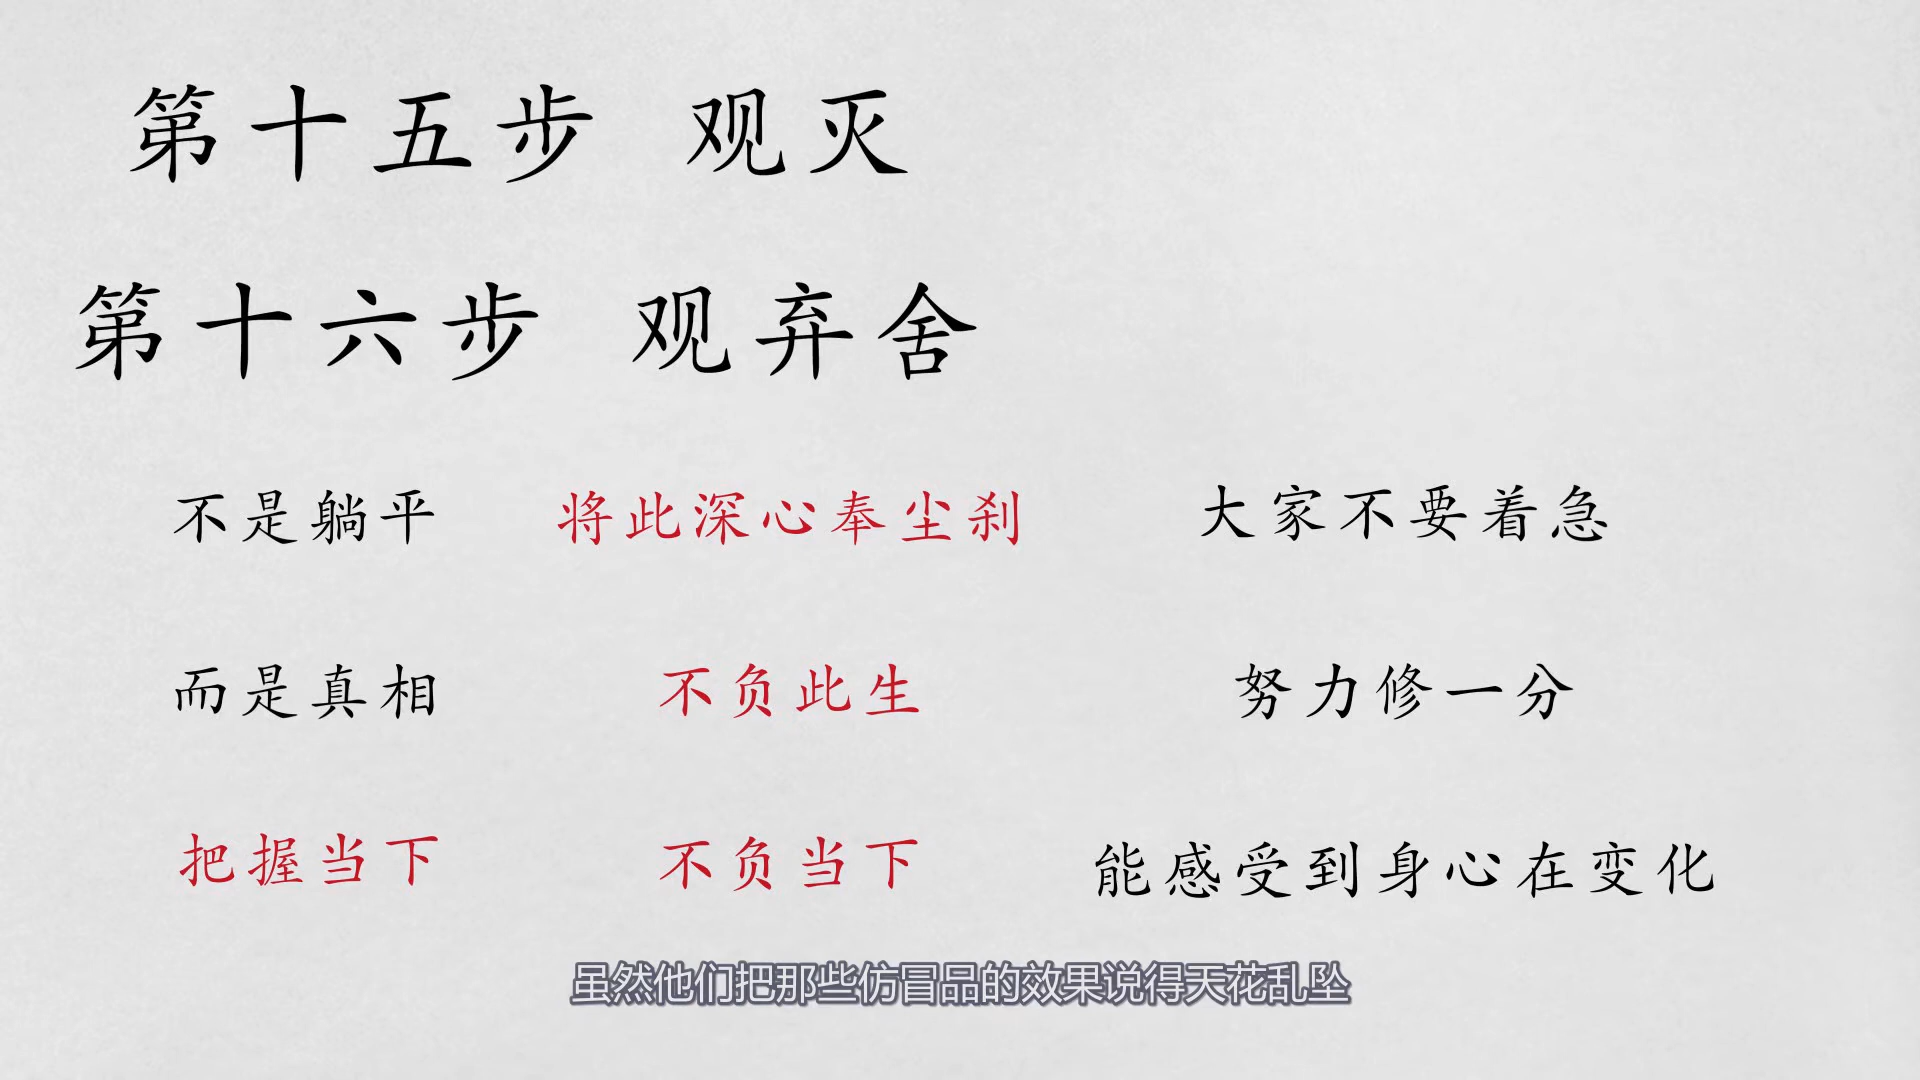 第十五步 观灭
第十六步 观弃舍
不是躺平
而是真相
把握当下
将此深心奉尘刹
不负此生
不负当下
大家不要着急
努力修一分
能感受到身心在变化
虽然他们把那些仿冒品的效果说得天花乱坠